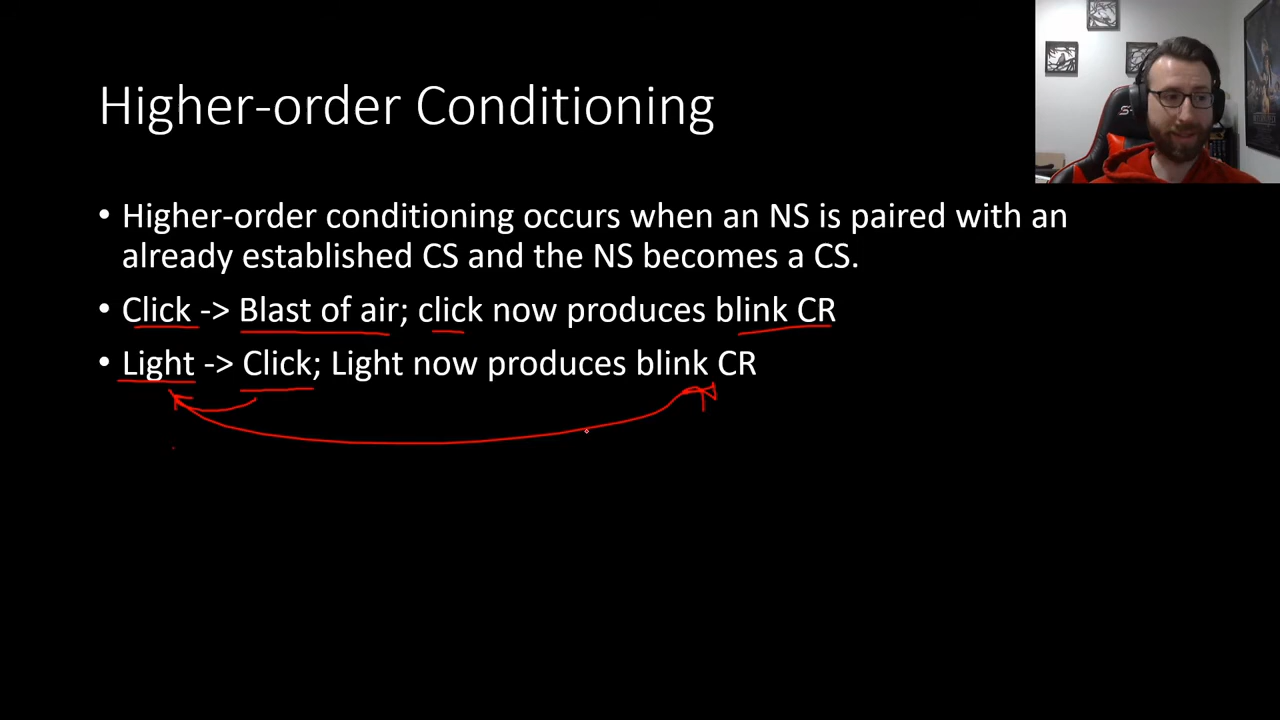 Higher-order Conditioning
• Higher-order conditioning occurs when an NS is paired with an
already established CS and the NS becomes a CS.
• Click -> Blast of air; click now produces blink CR
• Light -> Click; Light now produces blink CR